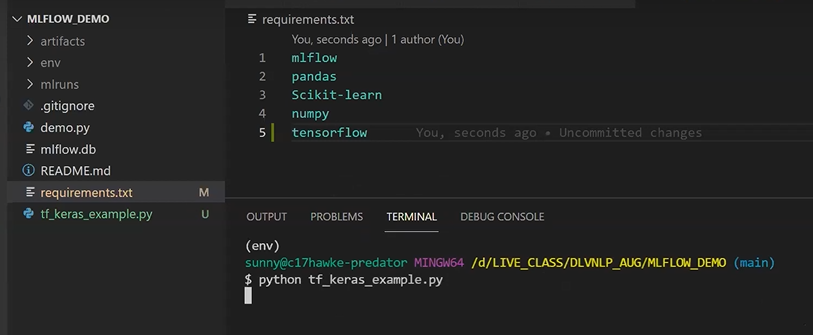 MLFLOW_DEMO
artifacts
env
mlruns
.gitignore
demo.py
mlflow.db
README.md
requirements.txt M
tf_keras_example.py U
requirements.txt
You, seconds ago | 1 author (You)
1 mlflow
2 pandas
3 Scikit-learn
4 numpy
5 tensorflow You, seconds ago • Uncommitted changes
OUTPUT PROBLEMS TERMINAL DEBUG CONSOLE
(env)
sunny@c17hawke-predator MINGW64 /d/LIVE_CLASS/DLVNLP_AUG/MLFLOW_DEMO (main)
$ python tf_keras_example.py